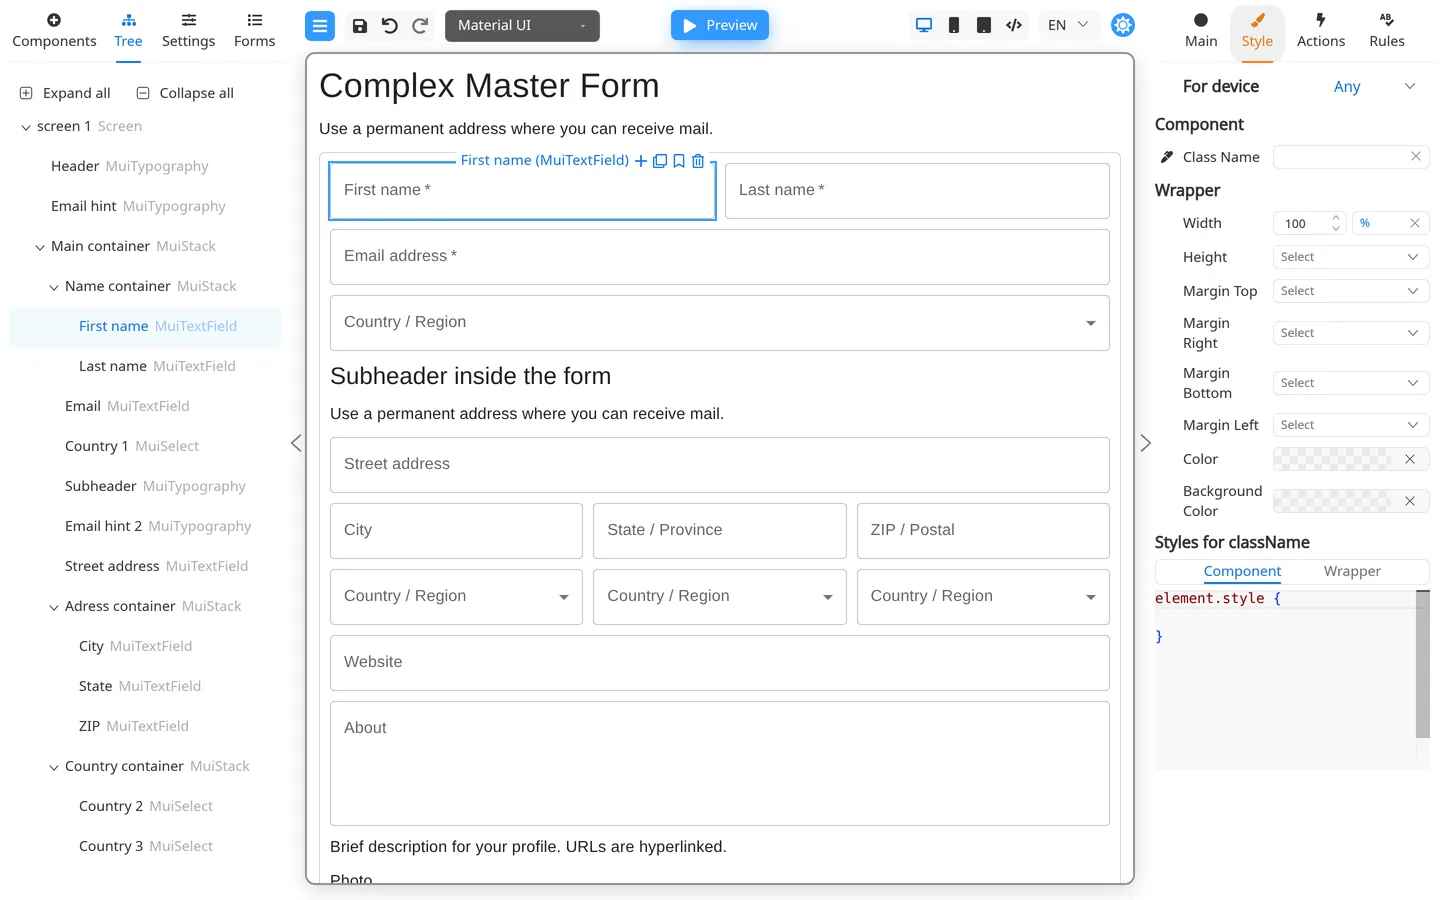 Components
Tree
Settings
Forms
Material UI
Preview
EN
Main
Style
Actions
Rules
Expand all
Collapse all
screen 1 Screen
Header MuiTypography
Email hint MuiTypography
Main container MuiStack
Name container MuiStack
First name MuiTextField
Last name MuiTextField
Email MuiTextField
Country 1 MuiSelect
Subheader MuiTypography
Email hint 2 MuiTypography
Street address MuiTextField
Adress container MuiStack
City MuiTextField
State MuiTextField
ZIP MuiTextField
Country container MuiStack
Country 2 MuiSelect
Country 3 MuiSelect
Complex Master Form
Use a permanent address where you can receive mail.
First name (MuiTextField)
First name *
Last name *
Email address *
Country / Region
Subheader inside the form
Use a permanent address where you can receive mail.
Street address
City
State / Province
ZIP / Postal
Country / Region
Country / Region
Country / Region
Website
About
Brief description for your profile. URLs are hyperlinked.
Photo
For device
Any
Component
Class Name
Wrapper
Width
100
%
Height
Select
Margin Top
Select
Margin
Right
Select
Margin
Bottom
Select
Margin Left
Select
Color
Background
Color
Styles for className
Component
Wrapper
element.style {
}